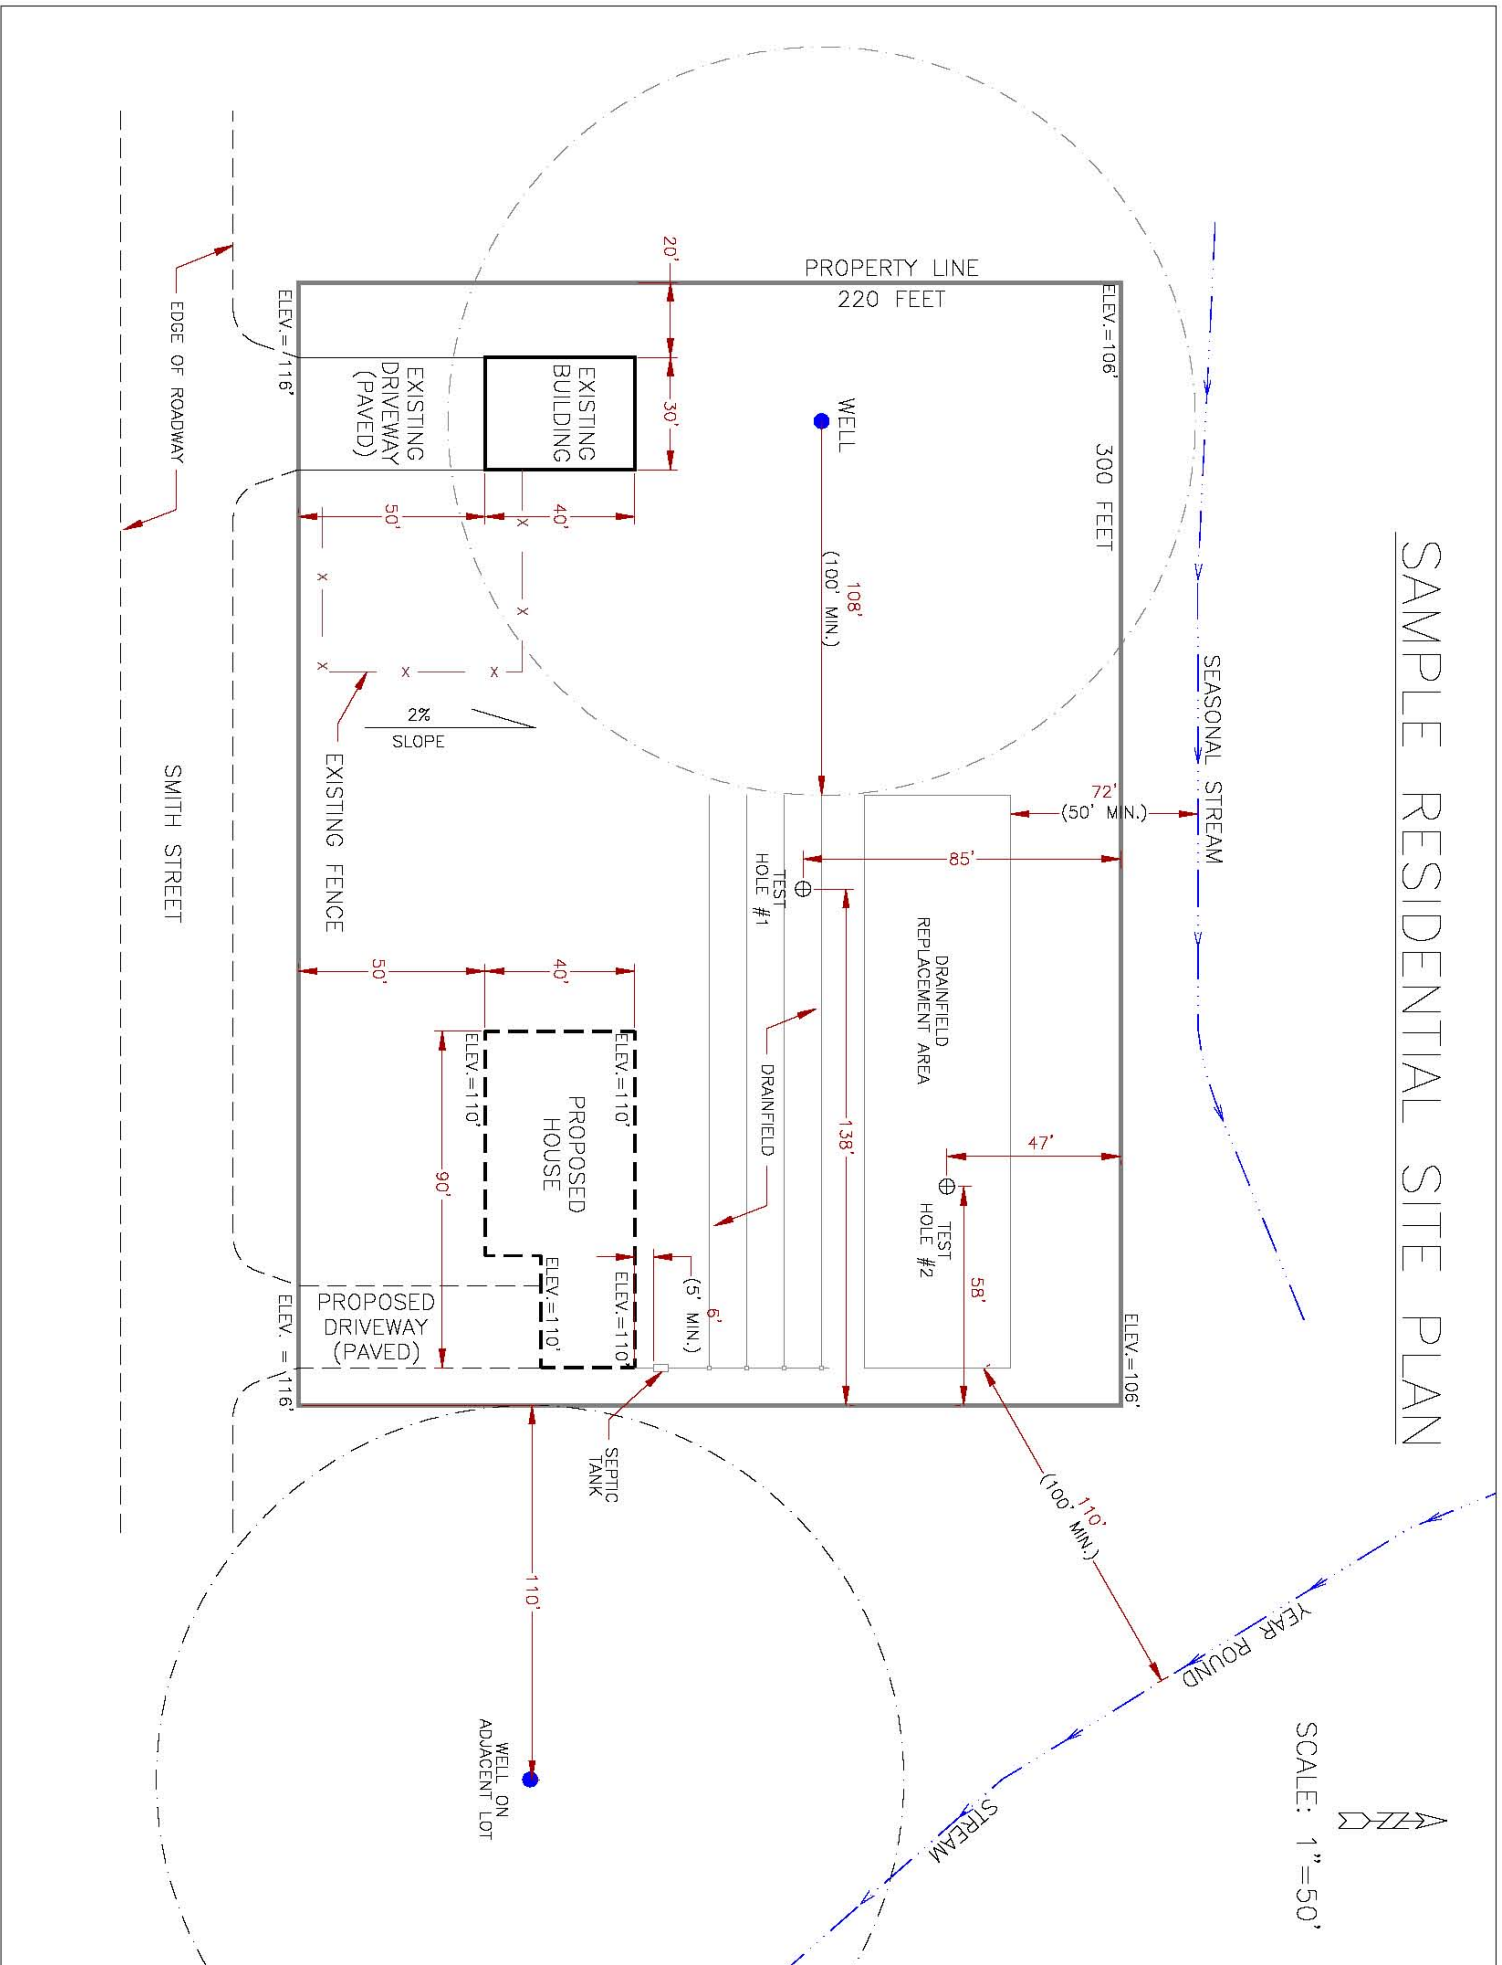 SAMPLE RESIDENTIAL SITE PLAN
SCALE: 1"=50'
N
SEASONAL STREAM
YEAR ROUND
STREAM
PROPERTY LINE
220 FEET
300 FEET
ELEV.=106'
ELEV.=106'
72'
(50' MIN.)
85'
47'
110'
(100' MIN.)
WELL
108'
(100' MIN.)
DRAINFIELD
REPLACEMENT AREA
TEST
HOLE #2
58'
138'
TEST
HOLE #1
DRAINFIELD
20'
30'
EXISTING
BUILDING
40'
50'
EXISTING
DRIVEWAY
(PAVED)
2%
SLOPE
X
X
X
X
X
X
EXISTING FENCE
40'
50'
ELEV.=110'
ELEV.=110'
ELEV.=110'
ELEV.=110'
PROPOSED
HOUSE
90'
6'
(5' MIN.)
SEPTIC
TANK
PROPOSED
DRIVEWAY
(PAVED)
110'
WELL ON
ADJACENT LOT
ELEV.= 116'
ELEV. = 116'
EDGE OF ROADWAY
SMITH STREET